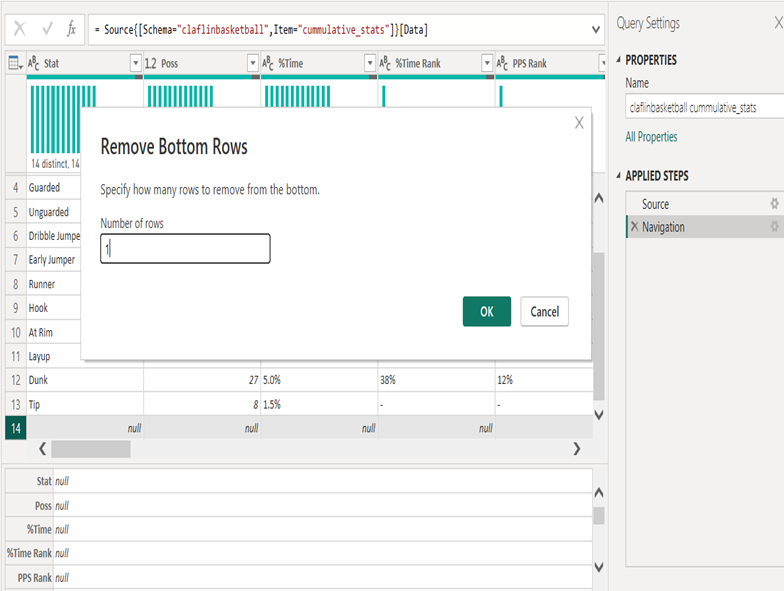 fx = Source{[Schema="claflinbasketball",Item="cummulative_stats"]}[Data]
ABC Stat 1.2 Poss ABC %Time ABC %Time Rank ABC PPS Rank
14 distinct, 14
4 Guarded
5 Unguarded
6 Dribble Jumpe
7 Early Jumper
8 Runner
9 Hook
10 At Rim
11 Layup
12 Dunk 27 5.0% 38% 12%
13 Tip 8 1.5% - -
14 null null null null
Remove Bottom Rows
Specify how many rows to remove from the bottom.
Number of rows
1
OK Cancel
Stat null
Poss null
%Time null
%Time Rank null
PPS Rank null
Query Settings
PROPERTIES
Name
claflinbasketball cummulative_stats
All Properties
APPLIED STEPS
Source
Navigation